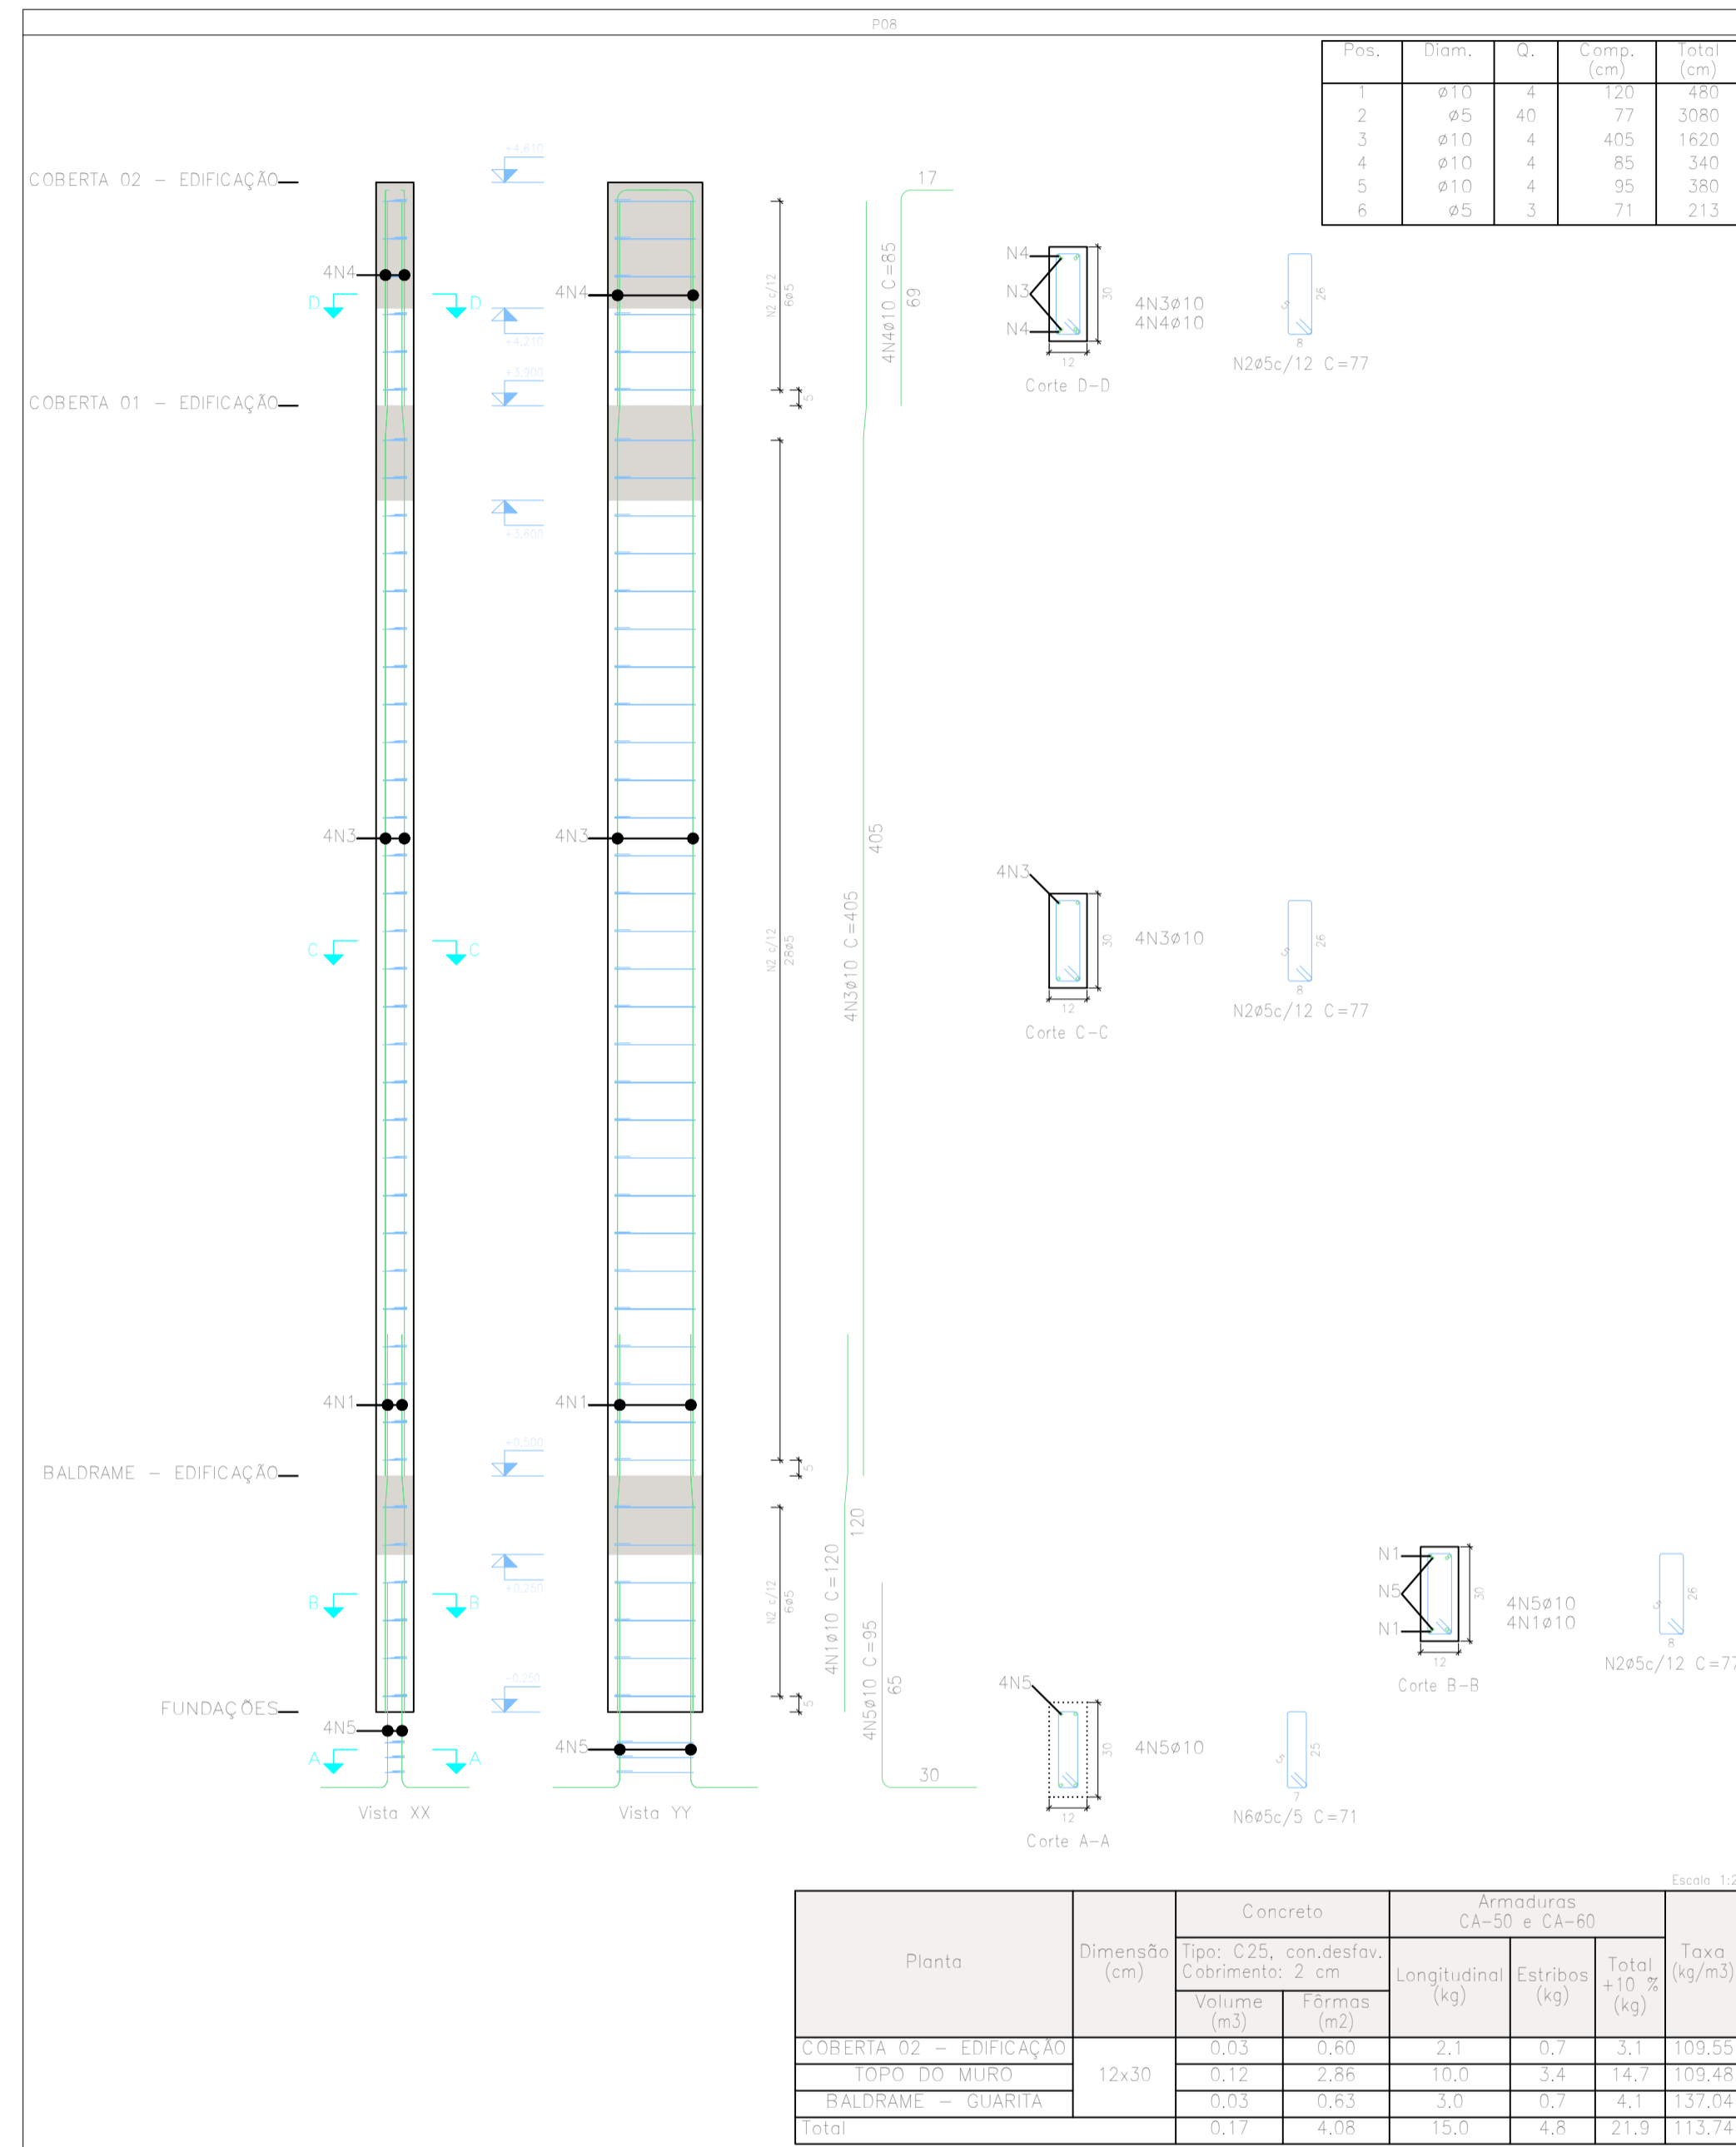 P08
Pos. Diam. Q. Comp. (cm) Total (cm)
1 ø10 4 120 480
2 ø5 40 77 3080
3 ø10 4 405 1620
4 ø10 4 85 340
5 ø10 4 95 380
6 ø5 3 71 213
COBERTA 02 - EDIFICAÇÃO
+4,610
4N4
4N4
D
D
+4,210
+3,900
COBERTA 01 - EDIFICAÇÃO
+3,600
4N3
4N3
C
C
4N1
4N1
+0,500
BALDRAME - EDIFICAÇÃO
+0,250
B
B
-0,250
FUNDAÇÕES
4N5
4N5
A
A
Vista XX
Vista YY
N2 c/12
6ø5
5
N2 c/12
28ø5
5
N2 c/12
6ø5
5
17
4N4ø10 C=85
69
405
4N3ø10 C=405
120
4N1ø10 C=120
4N5ø10 C=95
65
30
N4
N3
N4
30
12
4N3ø10
4N4ø10
Corte D-D
5
26
8
N2ø5c/12 C=77
4N3
30
12
4N3ø10
Corte C-C
5
26
8
N2ø5c/12 C=77
N1
N5
N1
30
12
4N5ø10
4N1ø10
Corte B-B
5
26
8
N2ø5c/12 C=77
4N5
30
12
4N5ø10
Corte A-A
5
25
7
N6ø5c/5 C=71
Escala 1:2
Planta
Dimensão
(cm)
Concreto
Armaduras
CA-50 e CA-60
Taxa
(kg/m3)
Tipo: C25, con.desfav.
Cobrimento: 2 cm
Longitudinal
(kg)
Estribos
(kg)
Total
+10 %
(kg)
Volume
(m3)
Fôrmas
(m2)
COBERTA 02 - EDIFICAÇÃO 12x30 0.03 0.60 2.1 0.7 3.1 109.55
TOPO DO MURO 0.12 2.86 10.0 3.4 14.7 109.48
BALDRAME - GUARITA 0.03 0.63 3.0 0.7 4.1 137.04
Total 0.17 4.08 15.0 4.8 21.9 113.74